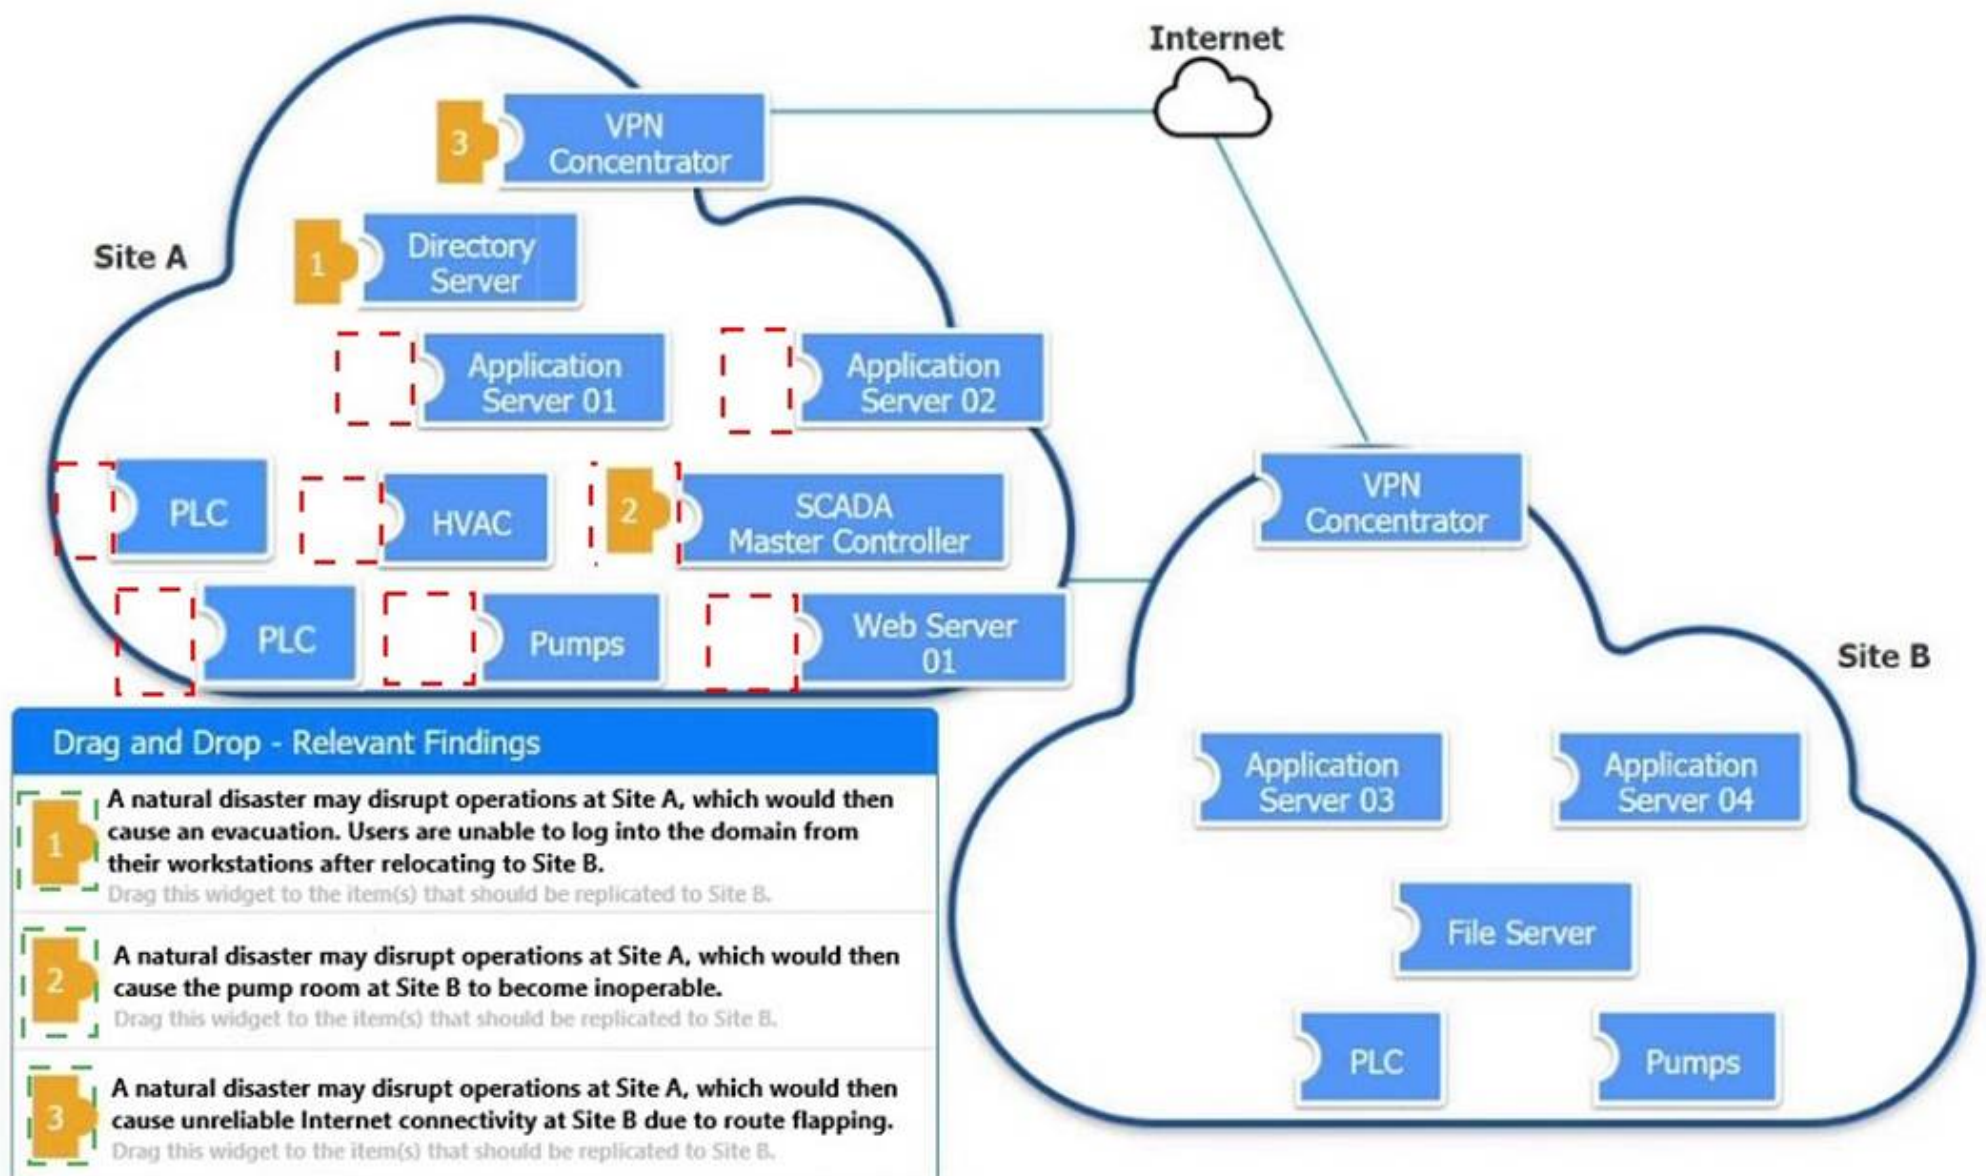 Internet
3
VPN
Concentrator
Site A
1
Directory
Server
Application
Server 01
Application
Server 02
PLC
HVAC
2
SCADA
Master Controller
VPN
Concentrator
PLC
Pumps
Web Server
01
Site B
Drag and Drop - Relevant Findings
1
A natural disaster may disrupt operations at Site A, which would then
cause an evacuation. Users are unable to log into the domain from
their workstations after relocating to Site B.
Drag this widget to the item(s) that should be replicated to Site B.
2
A natural disaster may disrupt operations at Site A, which would then
cause the pump room at Site B to become inoperable.
Drag this widget to the item(s) that should be replicated to Site B.
3
A natural disaster may disrupt operations at Site A, which would then
cause unreliable Internet connectivity at Site B due to route flapping.
Drag this widget to the item(s) that should be replicated to Site B.
Application
Server 03
Application
Server 04
File Server
PLC
Pumps